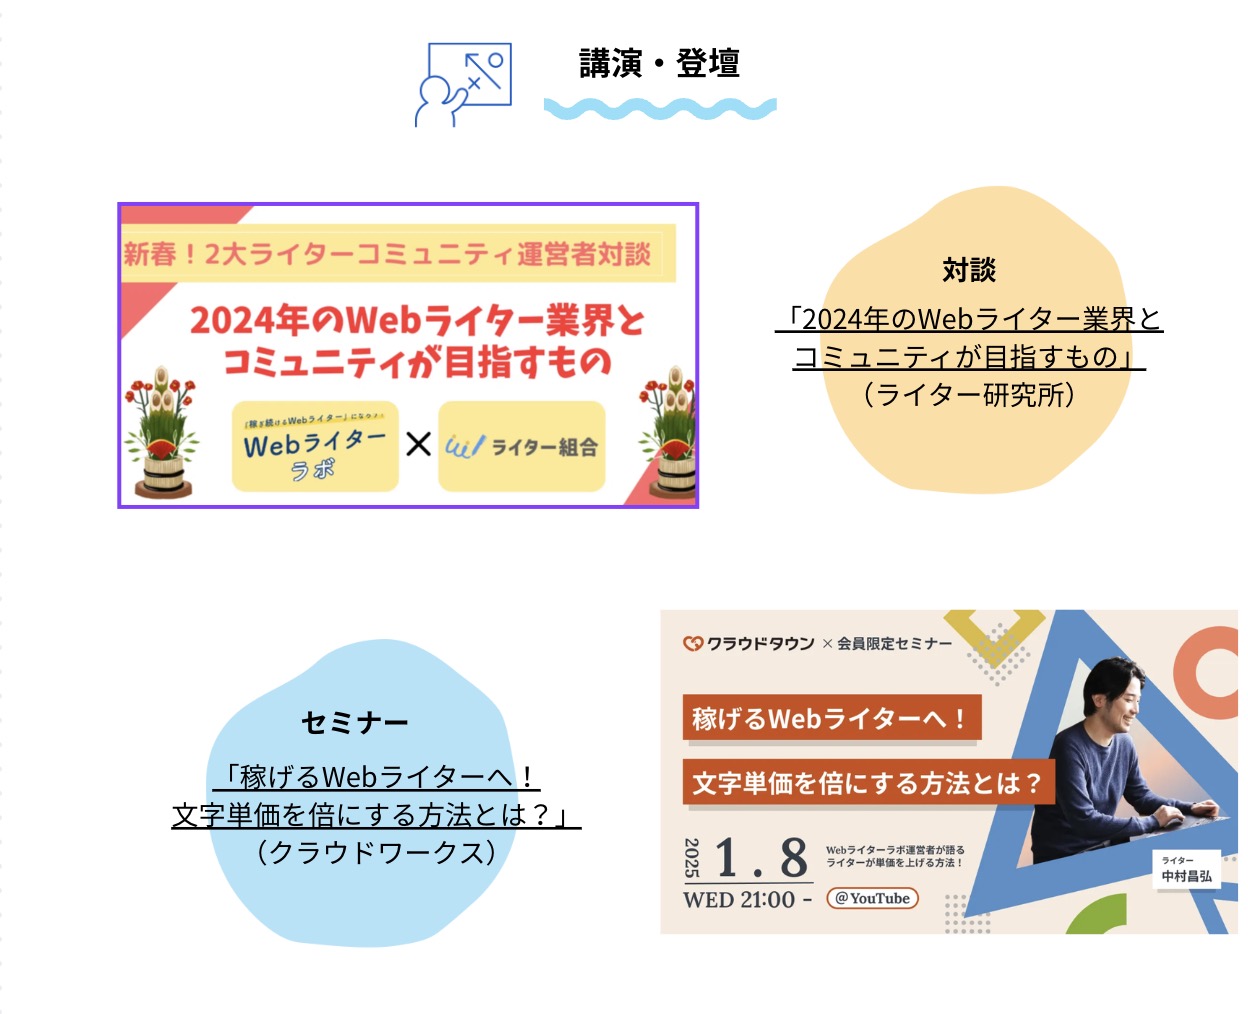 講演・登壇
新春！2大ライターコミュニティ運営者対談
2024年のWebライター業界と
コミュニティが目指すもの
『稼ぎ続けるWebライター』になろう！
Webライター
ラボ
×
ライター組合
対談
「2024年のWebライター業界と
コミュニティが目指すもの」
（ライター研究所）
セミナー
「稼げるWebライターへ！
文字単価を倍にする方法とは？」
（クラウドワークス）
クラウドタウン × 会員限定セミナー
稼げるWebライターへ！
文字単価を倍にする方法とは？
2025
1.8
WED 21:00 -
Webライターラボ運営者が語る
ライターが単価を上げる方法！
@YouTube
ライター
中村昌弘